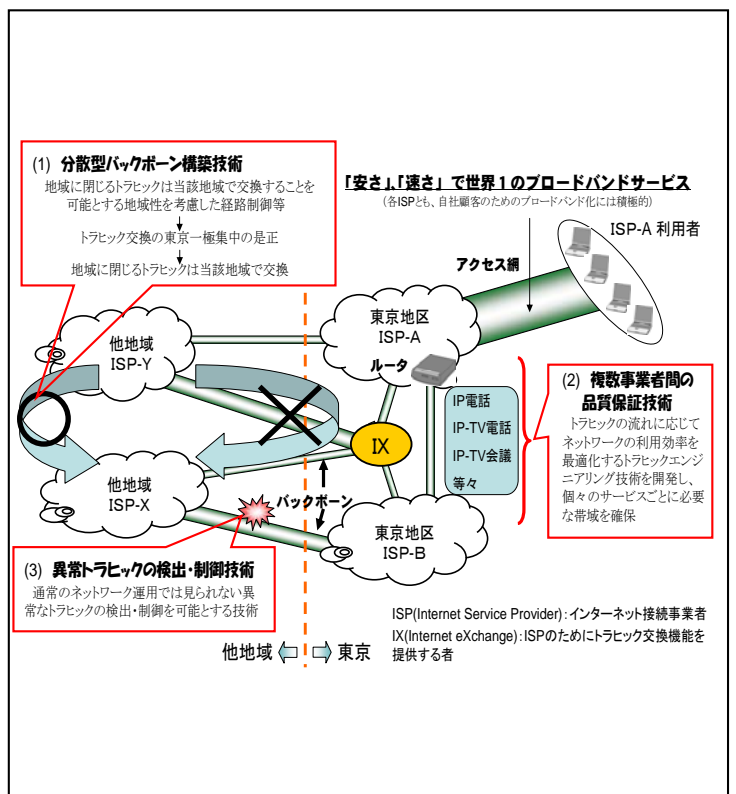 (1) 分散型バックボーン構築技術
地域に閉じるトラヒックは当該地域で交換することを
可能とする地域性を考慮した経路制御等
トラヒック交換の東京一極集中の是正
地域に閉じるトラヒックは当該地域で交換
「安さ」、「速さ」 で世界1のブロードバンドサービス
(各ISPとも、自社顧客のためのブロードバンド化には積極的)
ISP-A 利用者
アクセス網
東京地区
ISP-A
ルータ
他地域
ISP-Y
IX
IP電話
IP-TV電話
IP-TV会議
等々
(2) 複数事業者間の
品質保証技術
トラヒックの流れに応じて
ネットワークの利用効率を
最適化するトラヒックエンジ
ニアリング技術を開発し、
個々のサービスごとに必要
な帯域を確保
他地域
ISP-X
バックボーン
東京地区
ISP-B
(3) 異常トラヒックの検出・制御技術
通常のネットワーク運用では見られない異
常なトラヒックの検出・制御を可能とする技術
ISP(Internet Service Provider):インターネット接続事業者
IX(Internet eXchange):ISPのためにトラヒック交換機能を
提供する者
他地域 東京